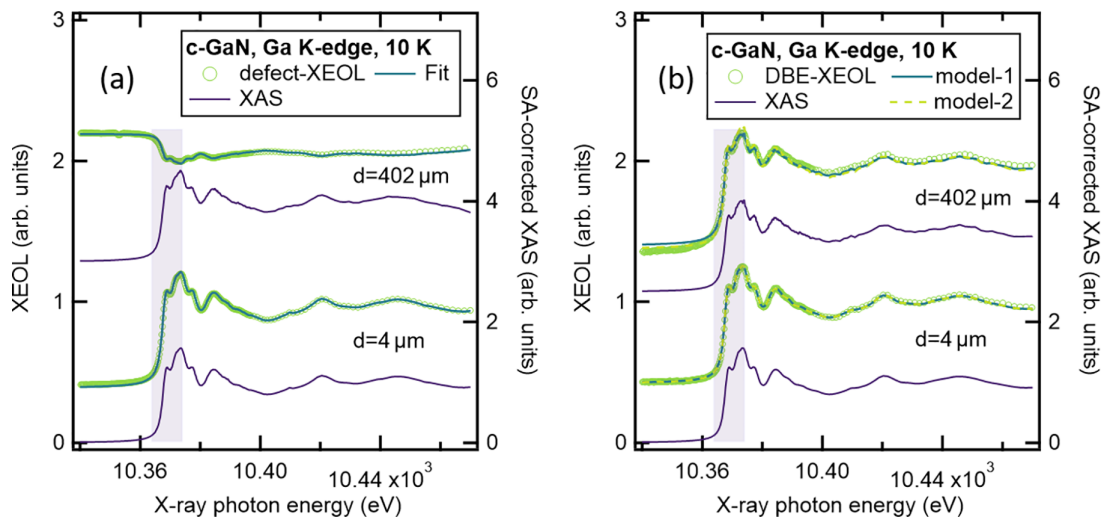 c-GaN, Ga K-edge, 10 K
defect-XEOL Fit
XAS
(a)
3
2
1
0
XEOL (arb. units)
6
4
2
0
SA-corrected XAS (arb. units)
d=402 µm
d=4 µm
10.36 10.40 10.44 x10³
X-ray photon energy (eV)
c-GaN, Ga K-edge, 10 K
DBE-XEOL model-1
XAS model-2
(b)
3
2
1
0
XEOL (arb. units)
6
4
2
0
SA-corrected XAS (arb. units)
d=402 µm
d=4 µm
10.36 10.40 10.44 x10³
X-ray photon energy (eV)